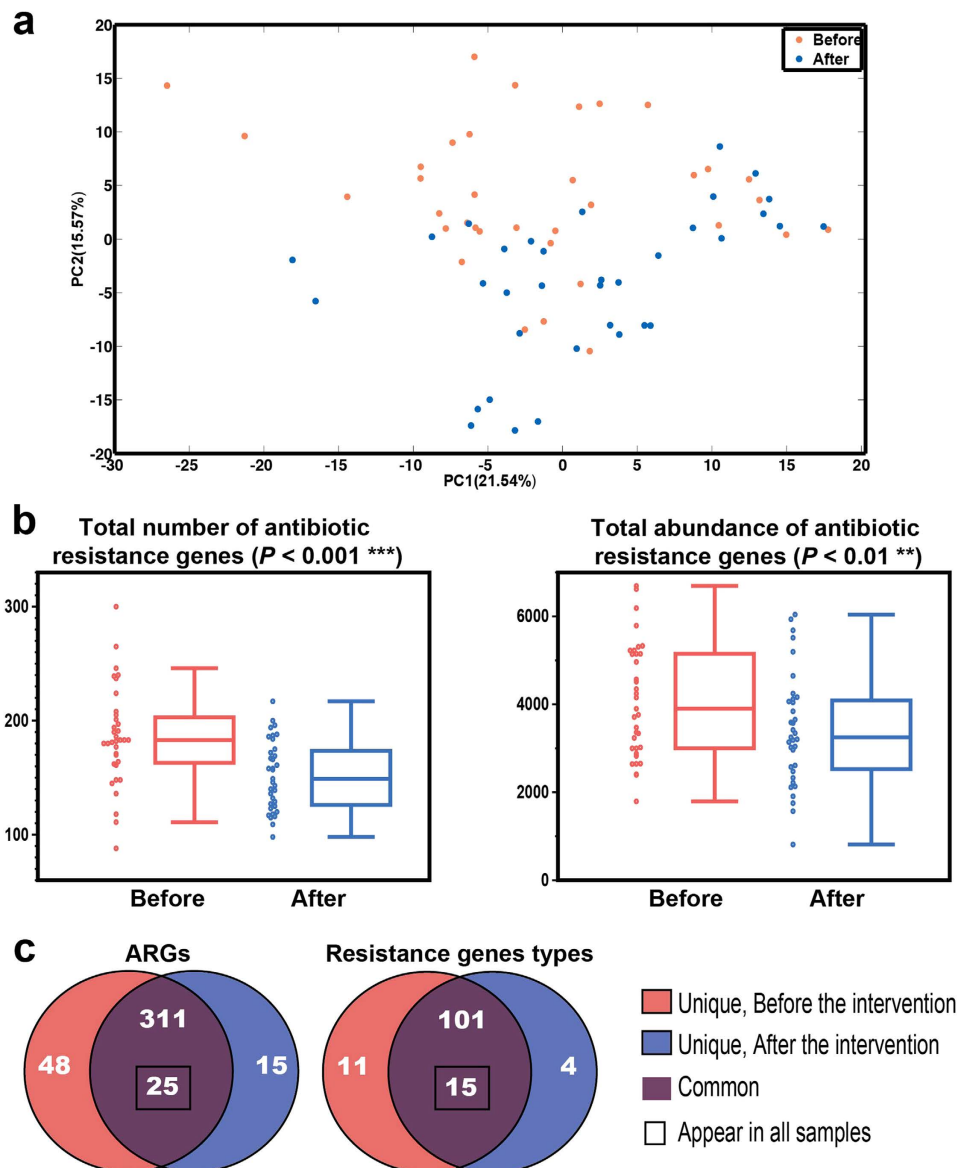 a
20
15
10
5
0
-5
-10
-15
-20
PC2(15.57%)
Before
After
-30 -25 -20 -15 -10 -5 0 5 10 15 20
PC1(21.54%)
b
Total number of antibiotic
resistance genes (P < 0.001 ***)
300
200
100
Before After
Total abundance of antibiotic
resistance genes (P < 0.01 **)
6000
4000
2000
0
Before After
c
ARGs
48 311 15
25
Resistance genes types
11 101 4
15
Unique, Before the intervention
Unique, After the intervention
Common
Appear in all samples